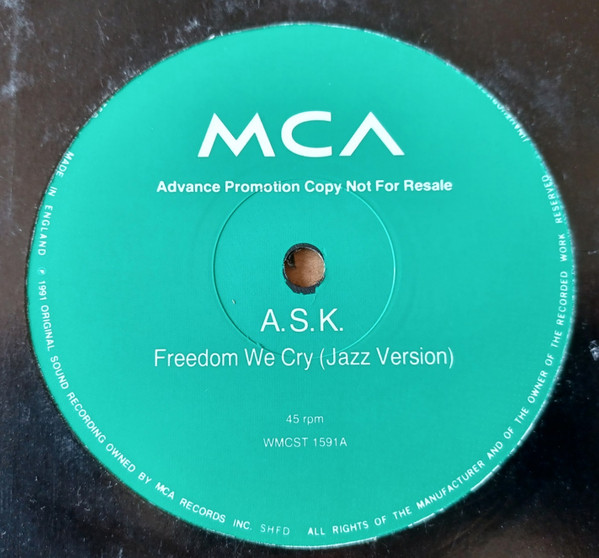 MCA
Advance Promotion Copy Not For Resale
A.S.K.
Freedom We Cry (Jazz Version)
45 rpm
WMCST 1591A
MADE IN ENGLAND ℗ 1991 ORIGINAL SOUND RECORDING OWNED BY MCA RECORDS INC. SHFD ALL RIGHTS OF THE MANUFACTURER AND OF THE OWNER OF THE RECORDED WORK RESERVED